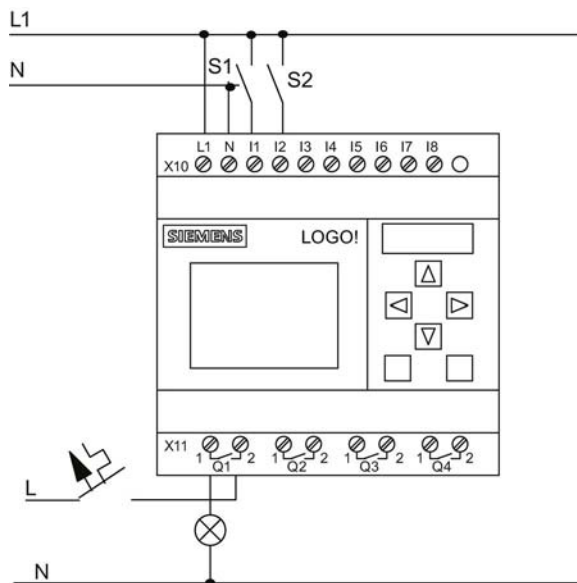 L1
N
S1
S2
L1 N I1 I2 I3 I4 I5 I6 I7 I8
X10
SIEMENS
LOGO!
X11
1 2 1 2 1 2 1 2
Q1 Q2 Q3 Q4
L
N